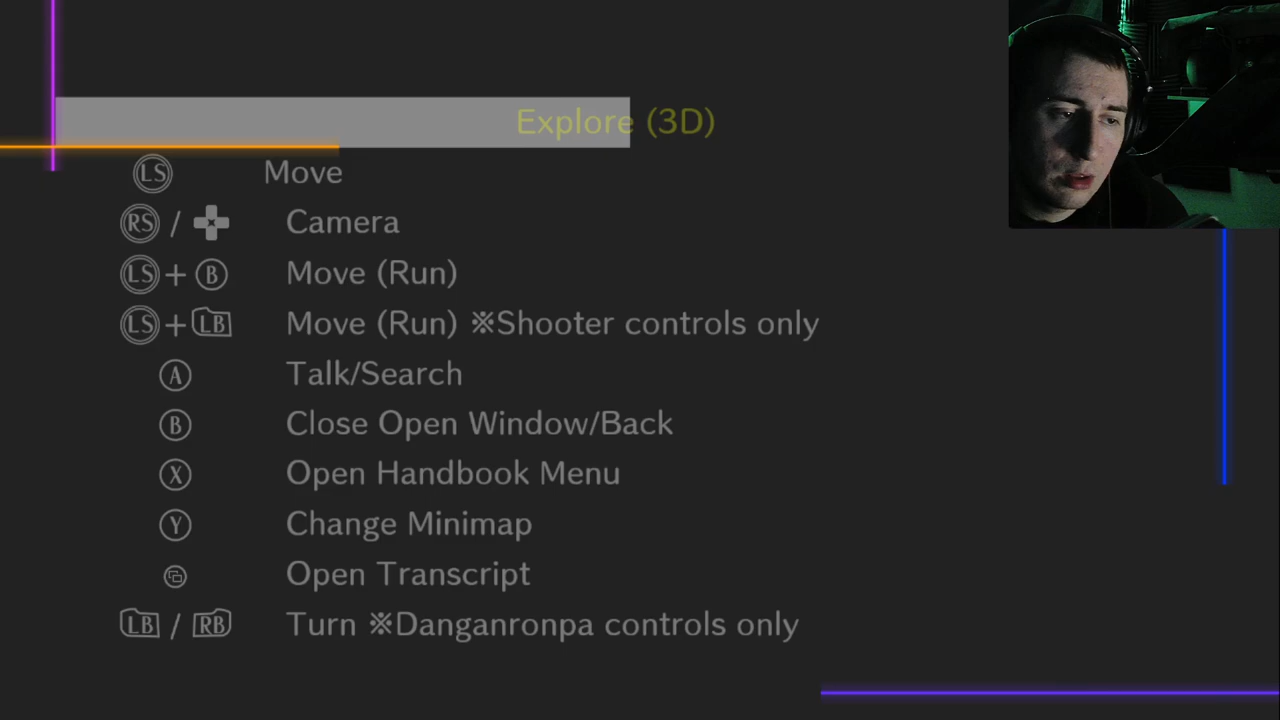 Explore (3D)
LS Move
RS / Camera
LS + B Move (Run)
LS + LB Move (Run) ※Shooter controls only
A Talk/Search
B Close Open Window/Back
X Open Handbook Menu
Y Change Minimap
Open Transcript
LB / RB Turn ※Danganronpa controls only